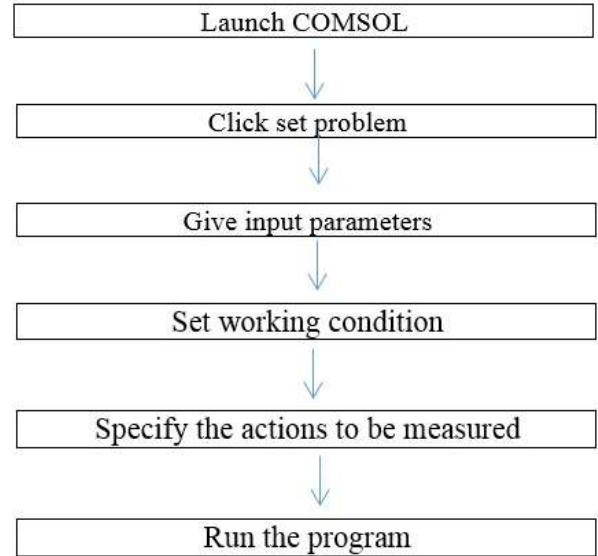 Launch COMSOL
Click set problem
Give input parameters
Set working condition
Specify the actions to be measured
Run the program